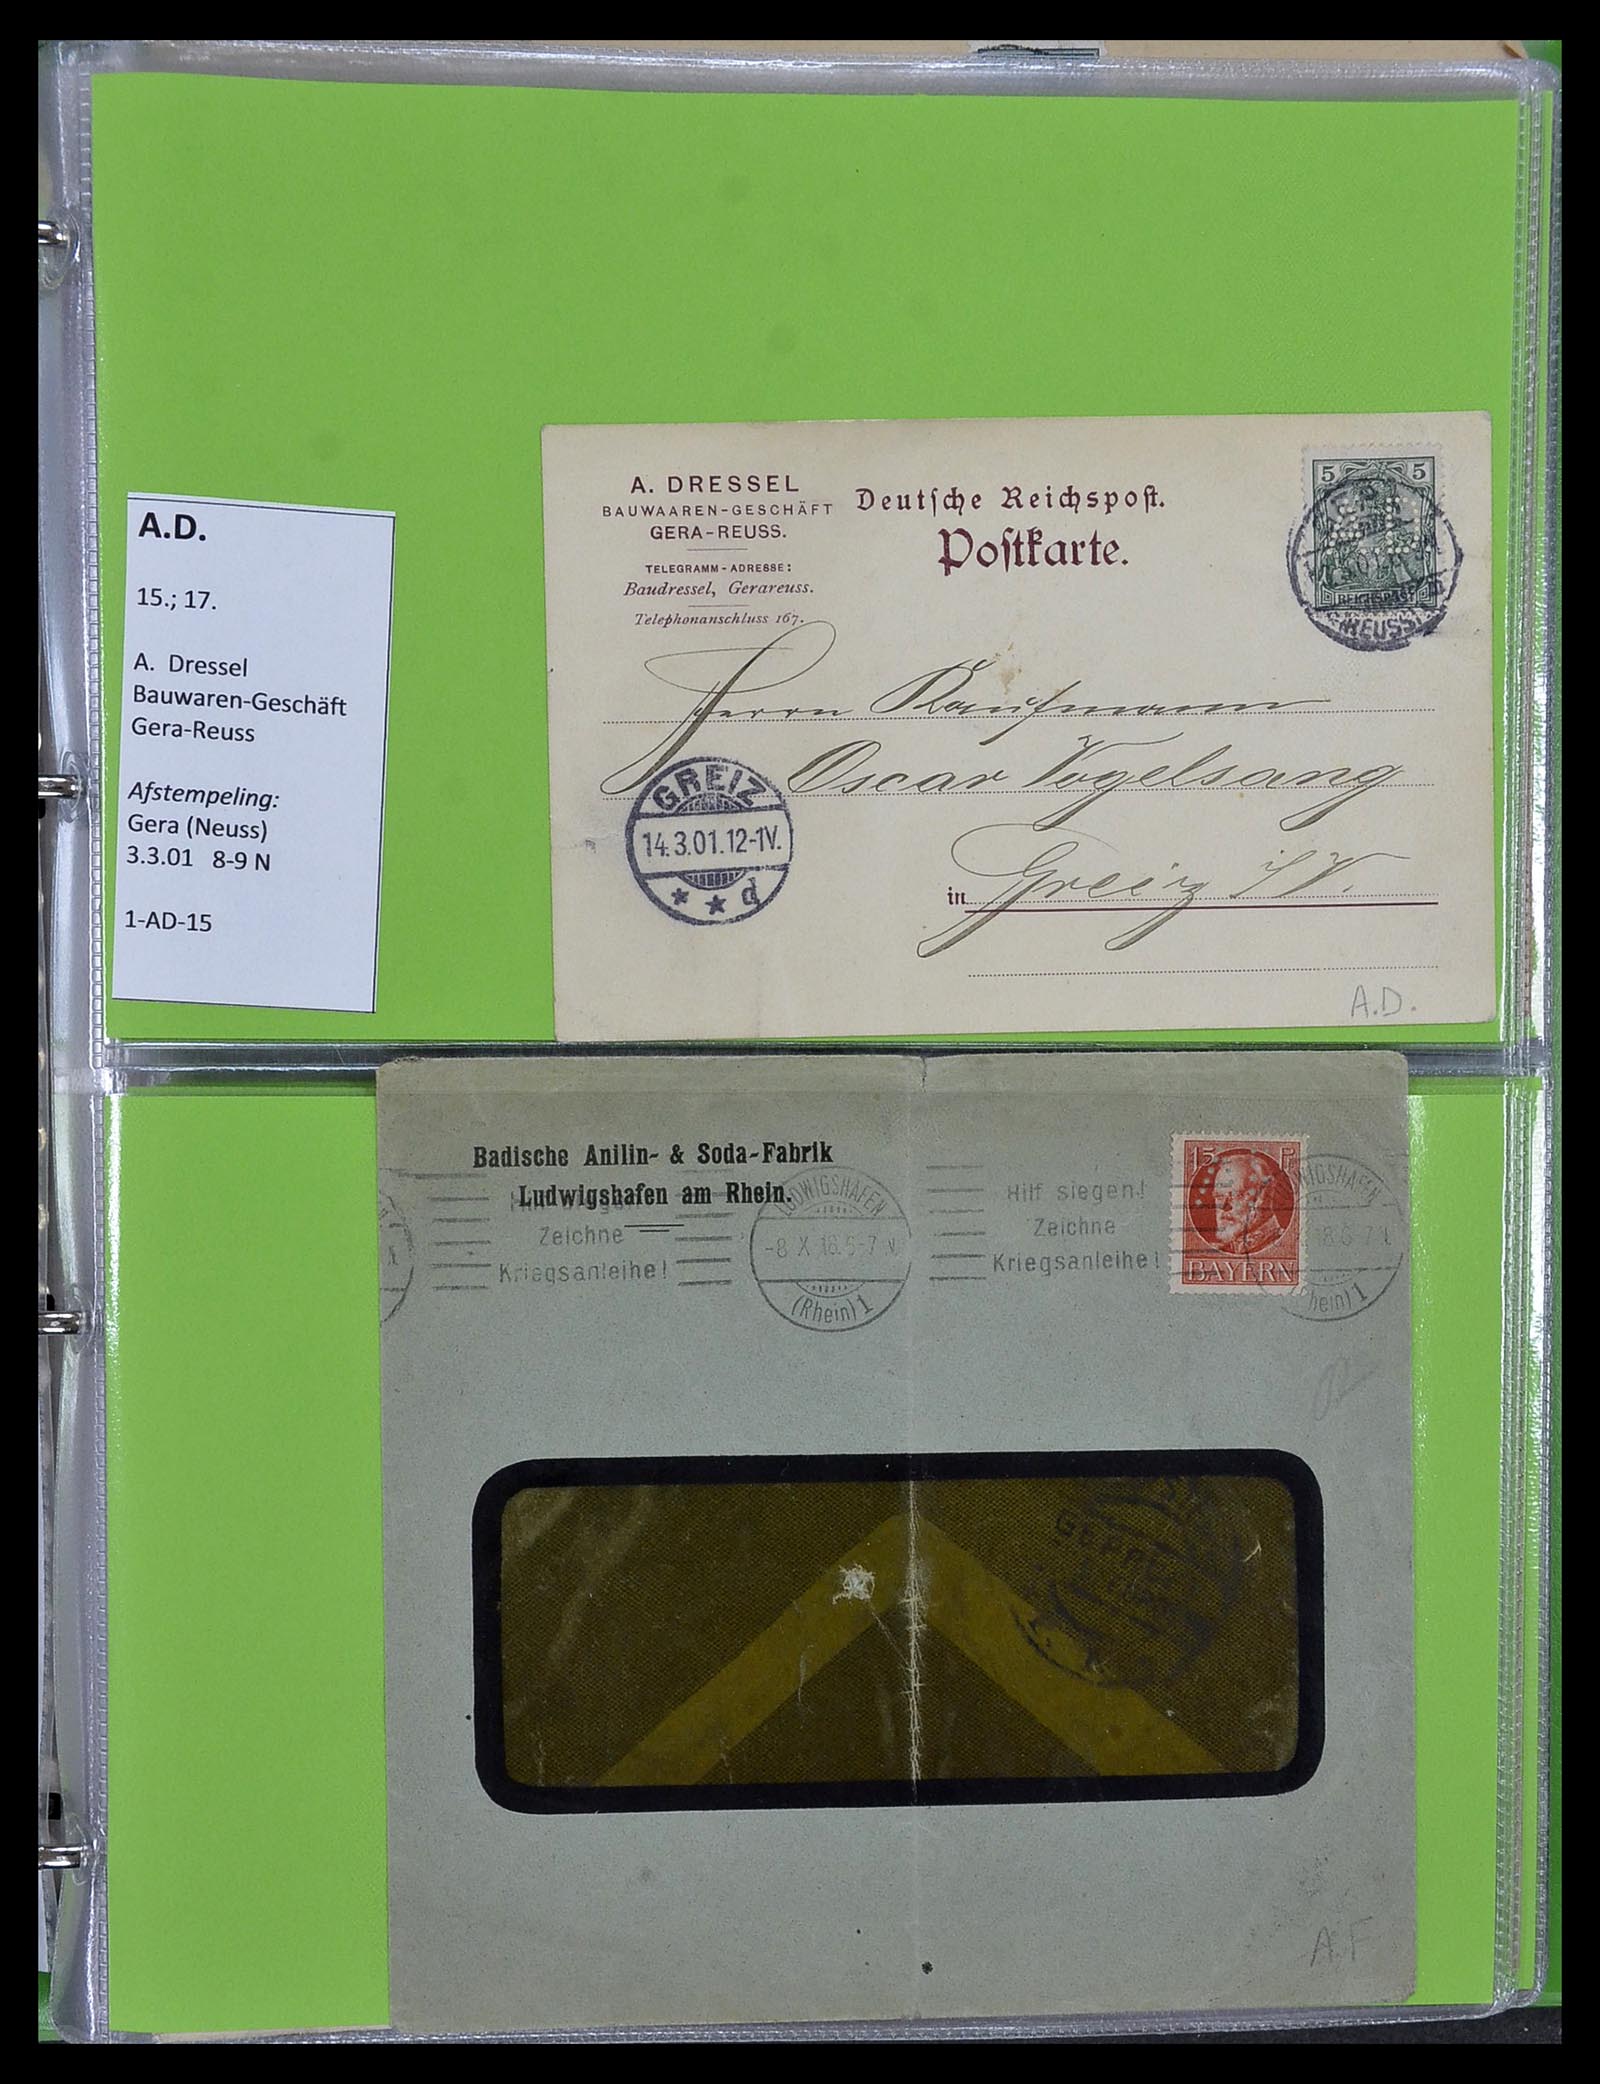 A.D.
15.; 17.
A. Dressel
Bauwaren-Geschäft
Gera-Reuss
Afstempeling:
Gera (Neuss)
3.3.01 8-9 N
1-AD-15
A. DRESSEL
BAUWAAREN-GESCHÄFT
GERA-REUSS.
TELEGRAMM-ADRESSE:
Baudressel, Gerareuss.
Telephonanschluss 167.
Deutsche Reichspost.
Postkarte.
5 5
REICHSPOST
REUSS
Herrn Kaufmann
Oscar Vogelsang
in Greiz i/V.
GREIZ
14.3.01.12-1V.
* * d
A.D.
Badische Anilin- & Soda-Fabrik
Ludwigshafen am Rhein.
Zeichne
Kriegsanleihe!
LUDWIGSHAFEN
-8 X 16.5-7 N
(Rhein) 1
Hilf siegen!
Zeichne
Kriegsanleihe!
15 P
BAYERN
A.F